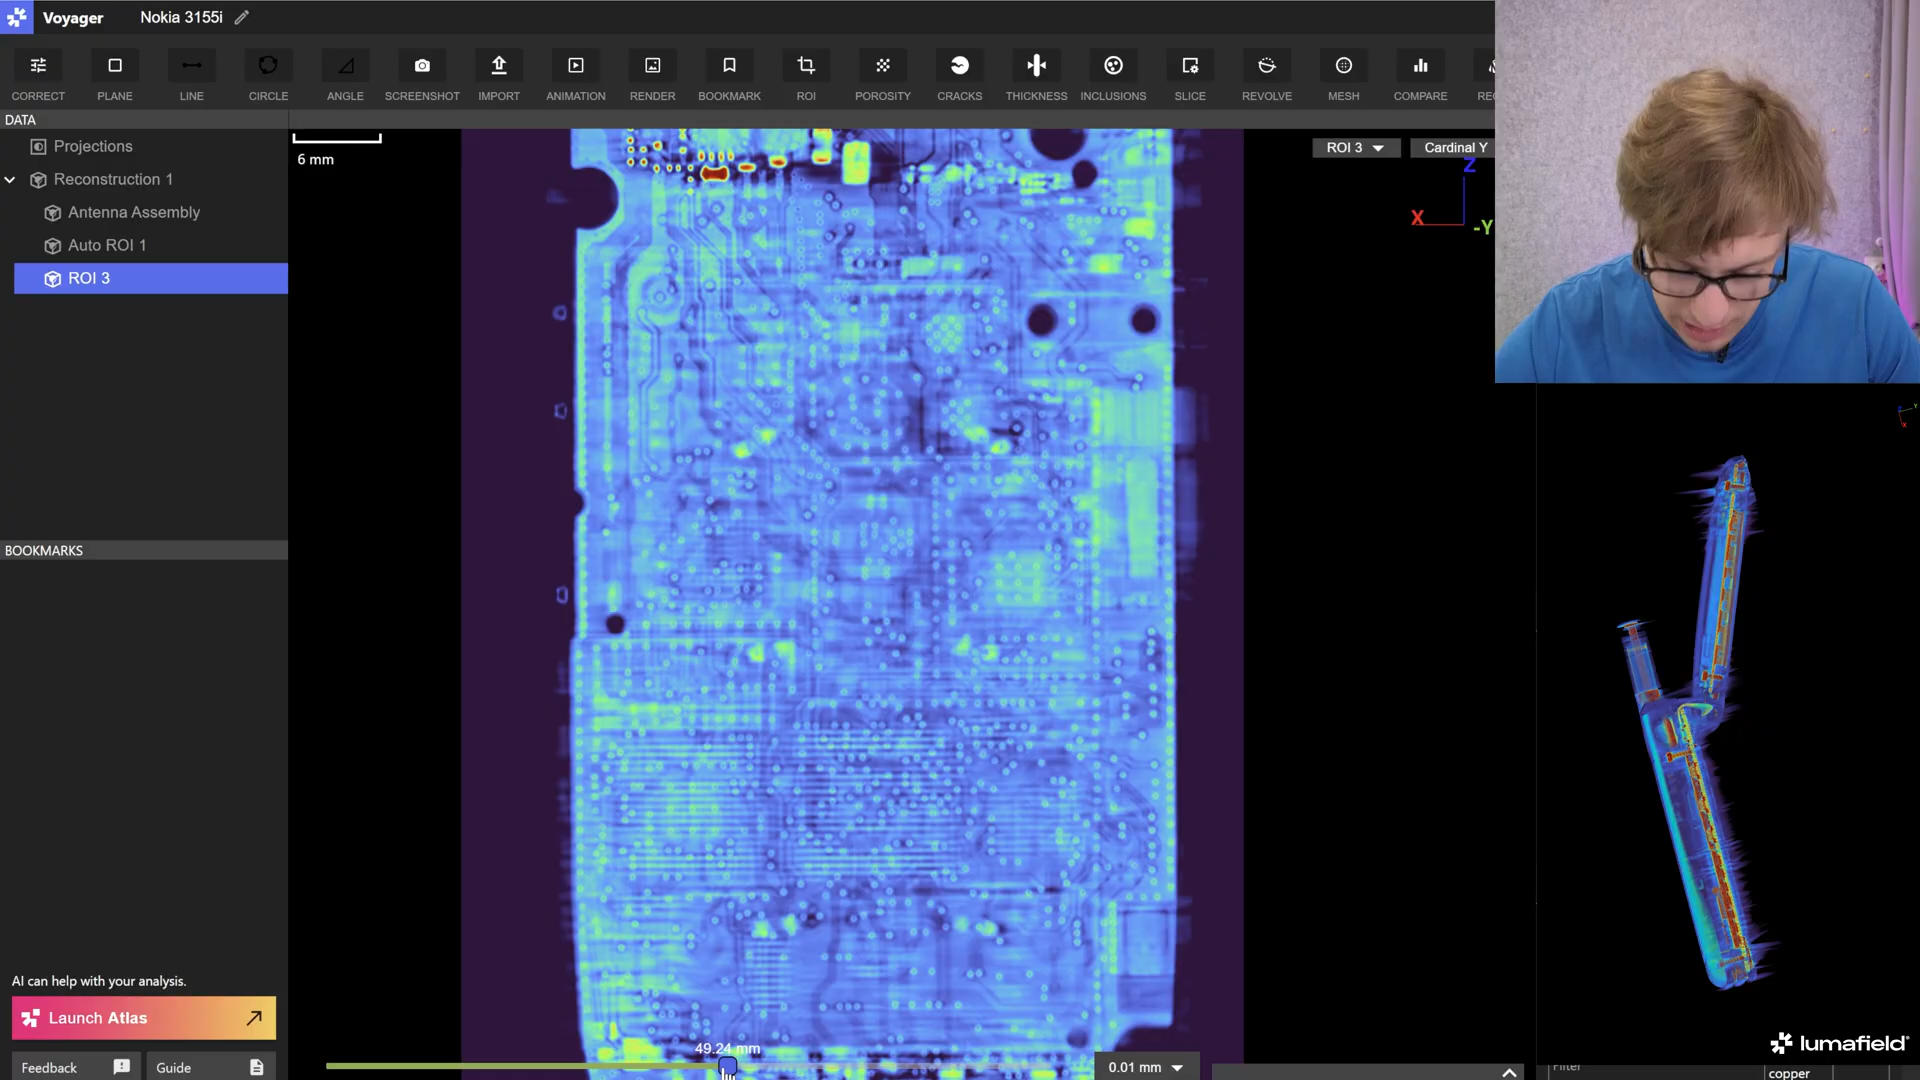 Voyager
Nokia 3155i
CORRECT
PLANE
LINE
CIRCLE
ANGLE
SCREENSHOT
IMPORT
ANIMATION
RENDER
BOOKMARK
ROI
POROSITY
CRACKS
THICKNESS
INCLUSIONS
SLICE
REVOLVE
MESH
COMPARE
DATA
Projections
Reconstruction 1
Antenna Assembly
Auto ROI 1
ROI 3
BOOKMARKS
AI can help with your analysis.
Launch Atlas
Feedback
Guide
6 mm
ROI 3
Cardinal Y
Z
X
-Y
49.24 mm
0.01 mm
lumafield
Filter
copper